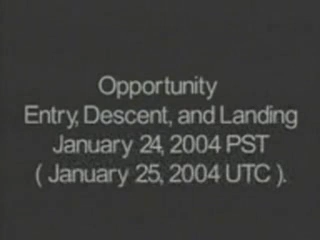 Opportunity
Entry, Descent, and Landing
January 24, 2004 PST
( January 25, 2004 UTC ).